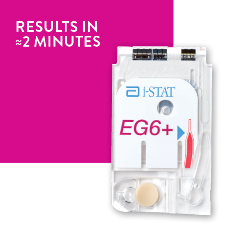 RESULTS IN
≈2 MINUTES
i-STAT
EG6+